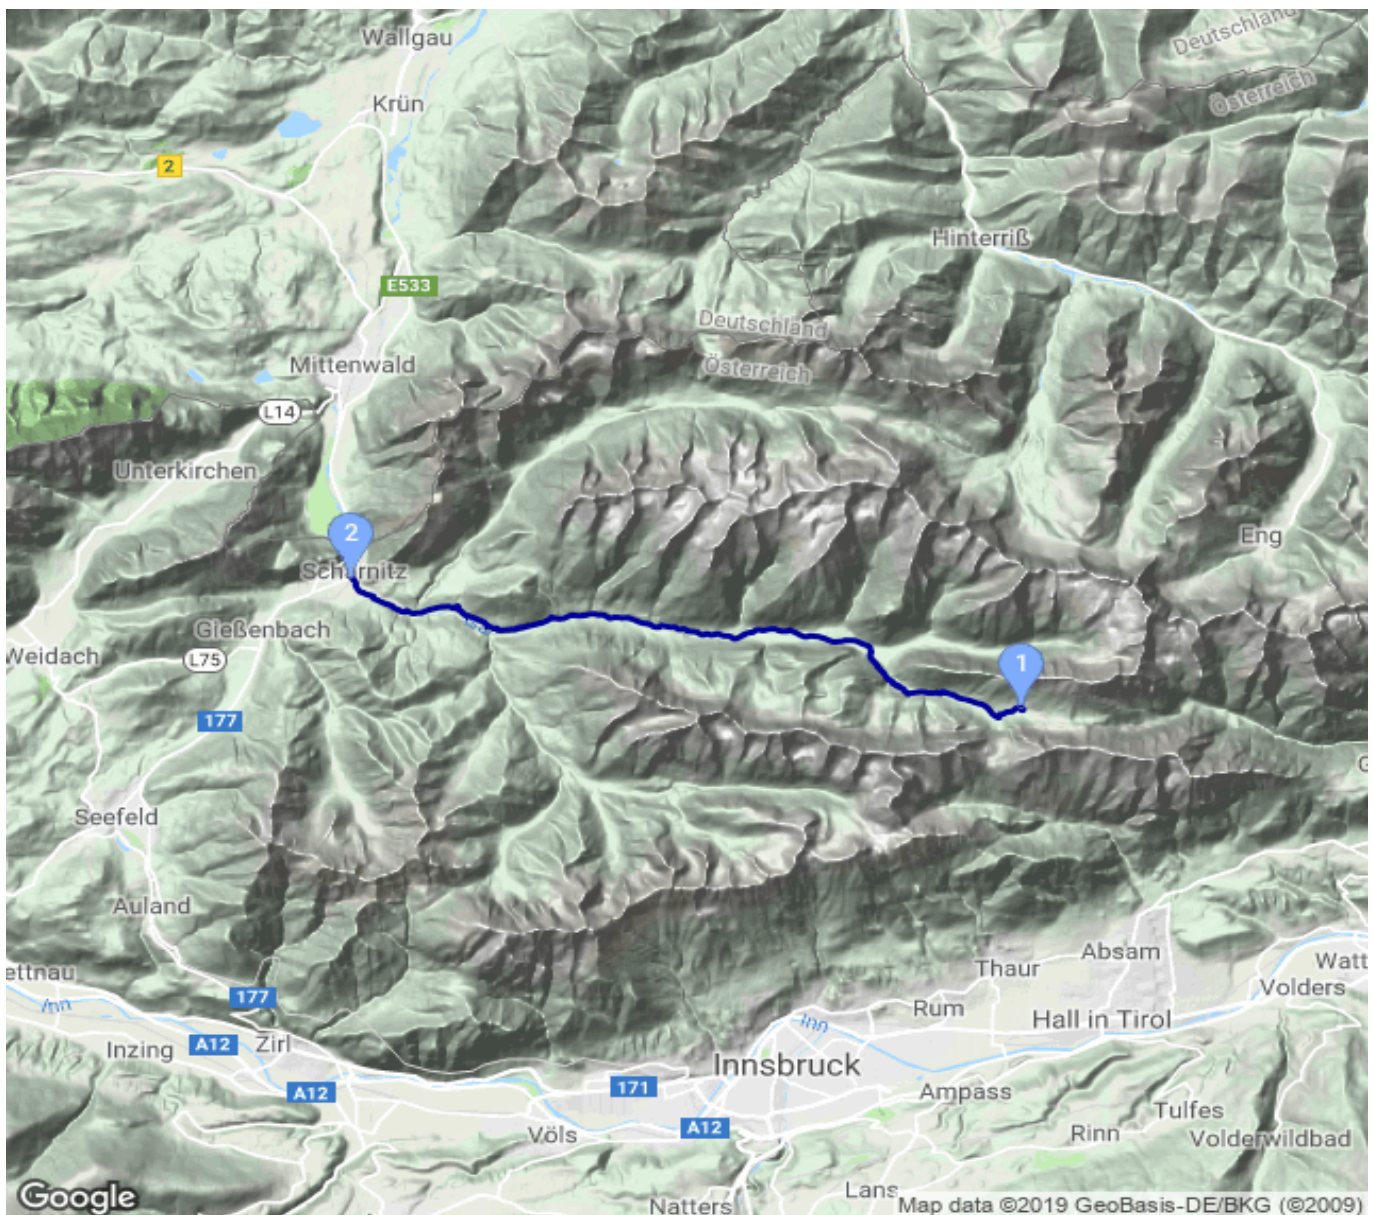 Wallgau
Deutschland
Österreich
Krün
2
Hinterriß
E533
Deutschland
Österreich
Mittenwald
L14
Unterkirchen
2
Eng
Scharnitz
Gießenbach
Weidach
L75
1
177
G
Seefeld
Auland
Absam
ettnau
Thaur
Watt
177
Volders
Inn
Rum
Inn
Hall in Tirol
Inzing
A12
Zirl
Innsbruck
A12
171
Ampass
Tulfes
Völs
A12
Rinn
Volderwildbad
Lans
Google
Natters
Map data ©2019 GeoBasis-DE/BKG (©2009)